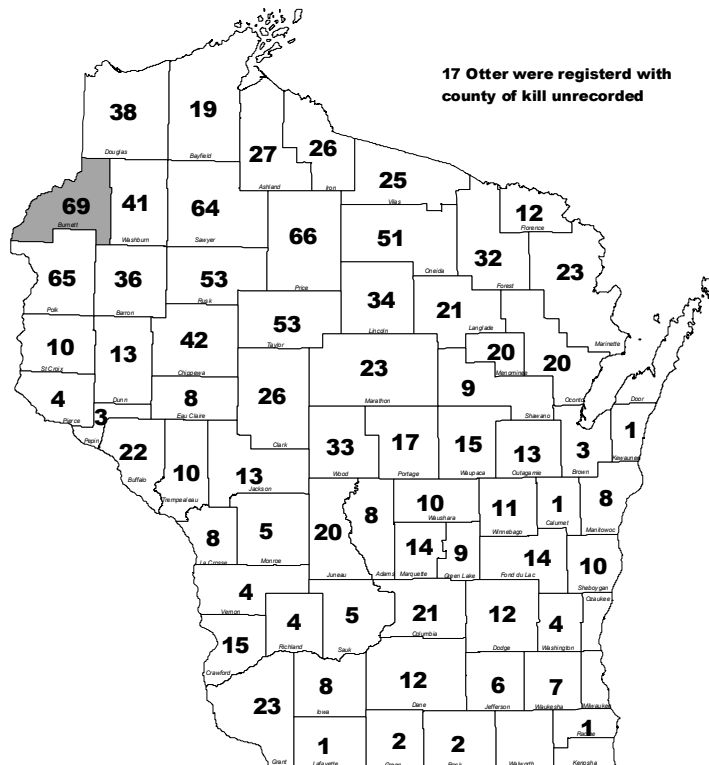 17 Otter were registerd with
county of kill unrecorded
38
Douglas
19
Bayfield
27
Ashland
26
Iron
25
Vilas
69
Burnett
41
Washburn
64
Sawyer
66
Price
51
Oneida
12
Florence
32
Forest
23
Marinette
65
Polk
36
Barron
53
Rusk
53
Taylor
34
Lincoln
21
Langlade
20
Menominee
20
Oconto
10
St Croix
13
Dunn
42
Chippewa
26
Clark
23
Marathon
9
Shawano
Door
4
Pierce
3
Pepin
8
Eau Claire
22
Buffalo
10
Trempealeau
13
Jackson
33
Wood
17
Portage
15
Waupaca
13
Outagamie
3
Brown
1
Kewaunee
8
La Crosse
5
Monroe
20
Juneau
8
Adams
10
Waushara
11
Winnebago
1
Calumet
8
Manitowoc
14
Marquette
9
Green Lake
14
Fond du Lac
10
Sheboygan
4
Vernon
4
Richland
5
Sauk
21
Columbia
12
Dodge
4
Washington
Ozaukee
15
Crawford
23
Grant
8
Iowa
12
Dane
6
Jefferson
7
Waukesha
Milwaukee
1
Lafayette
2
Green
2
Rock
Walworth
1
Racine
Kenosha